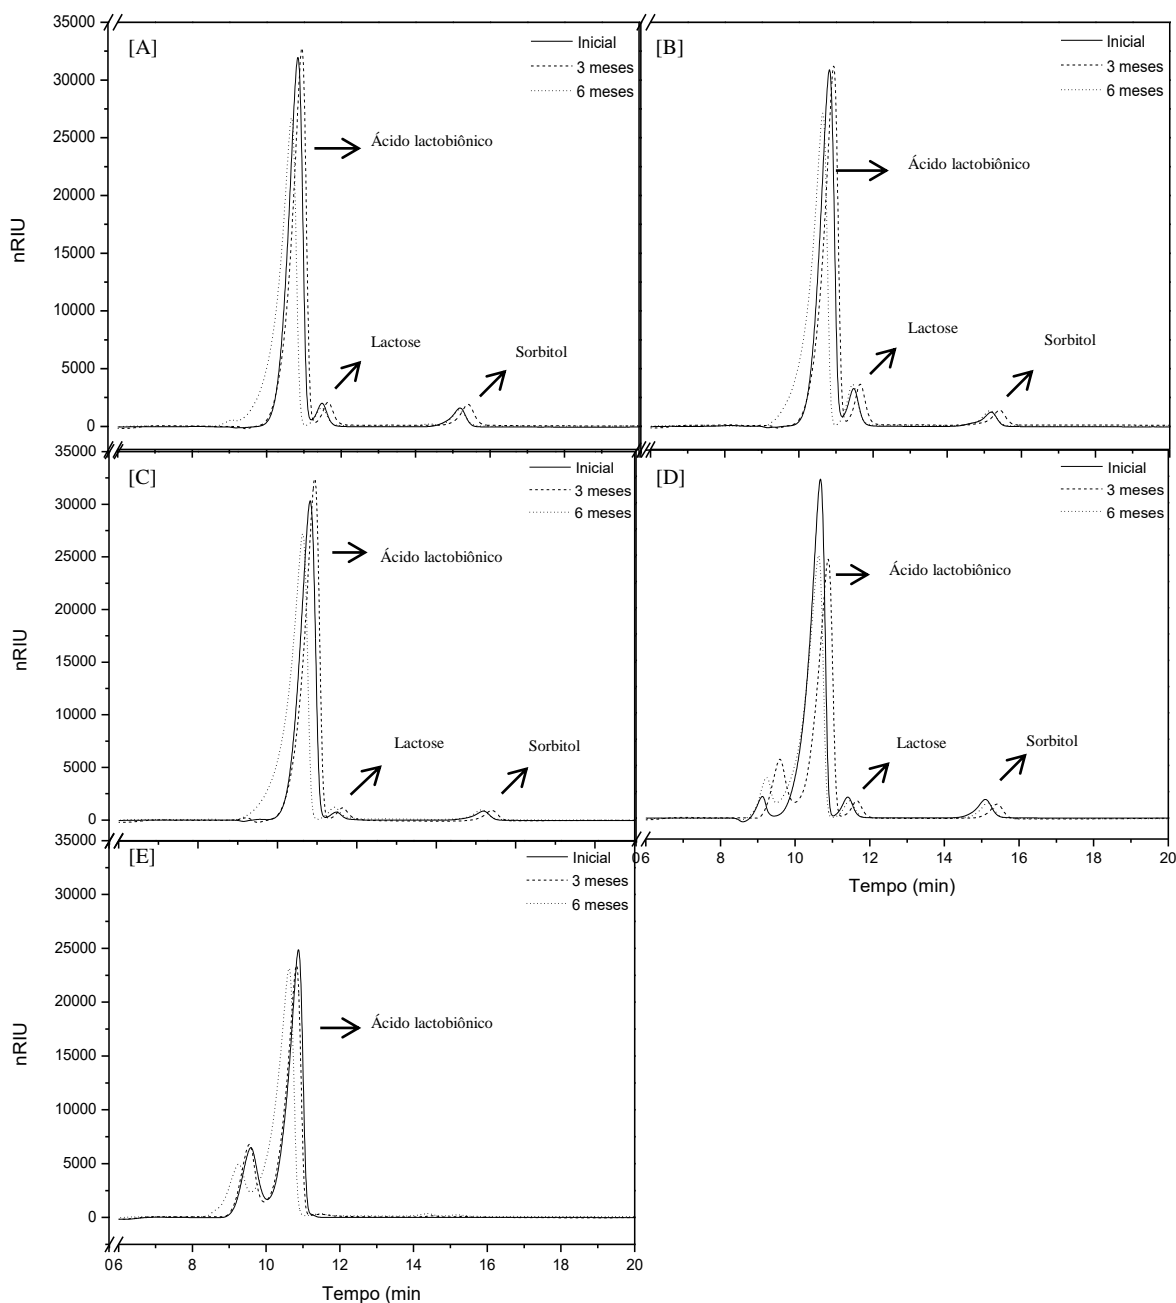 [A]
Inicial
3 meses
6 meses
Ácido lactobiônico
Lactose
Sorbitol
35000
30000
25000
20000
15000
10000
5000
0
nRIU
[B]
Inicial
3 meses
6 meses
Ácido lactobiônico
Lactose
Sorbitol
[C]
Inicial
3 meses
6 meses
Ácido lactobiônico
Lactose
Sorbitol
35000
30000
25000
20000
15000
10000
5000
0
nRIU
[D]
Inicial
3 meses
6 meses
Ácido lactobiônico
Lactose
Sorbitol
06 8 10 12 14 16 18 20
Tempo (min)
[E]
Inicial
3 meses
6 meses
Ácido lactobiônico
35000
30000
25000
20000
15000
10000
5000
0
nRIU
06 8 10 12 14 16 18 20
Tempo (min